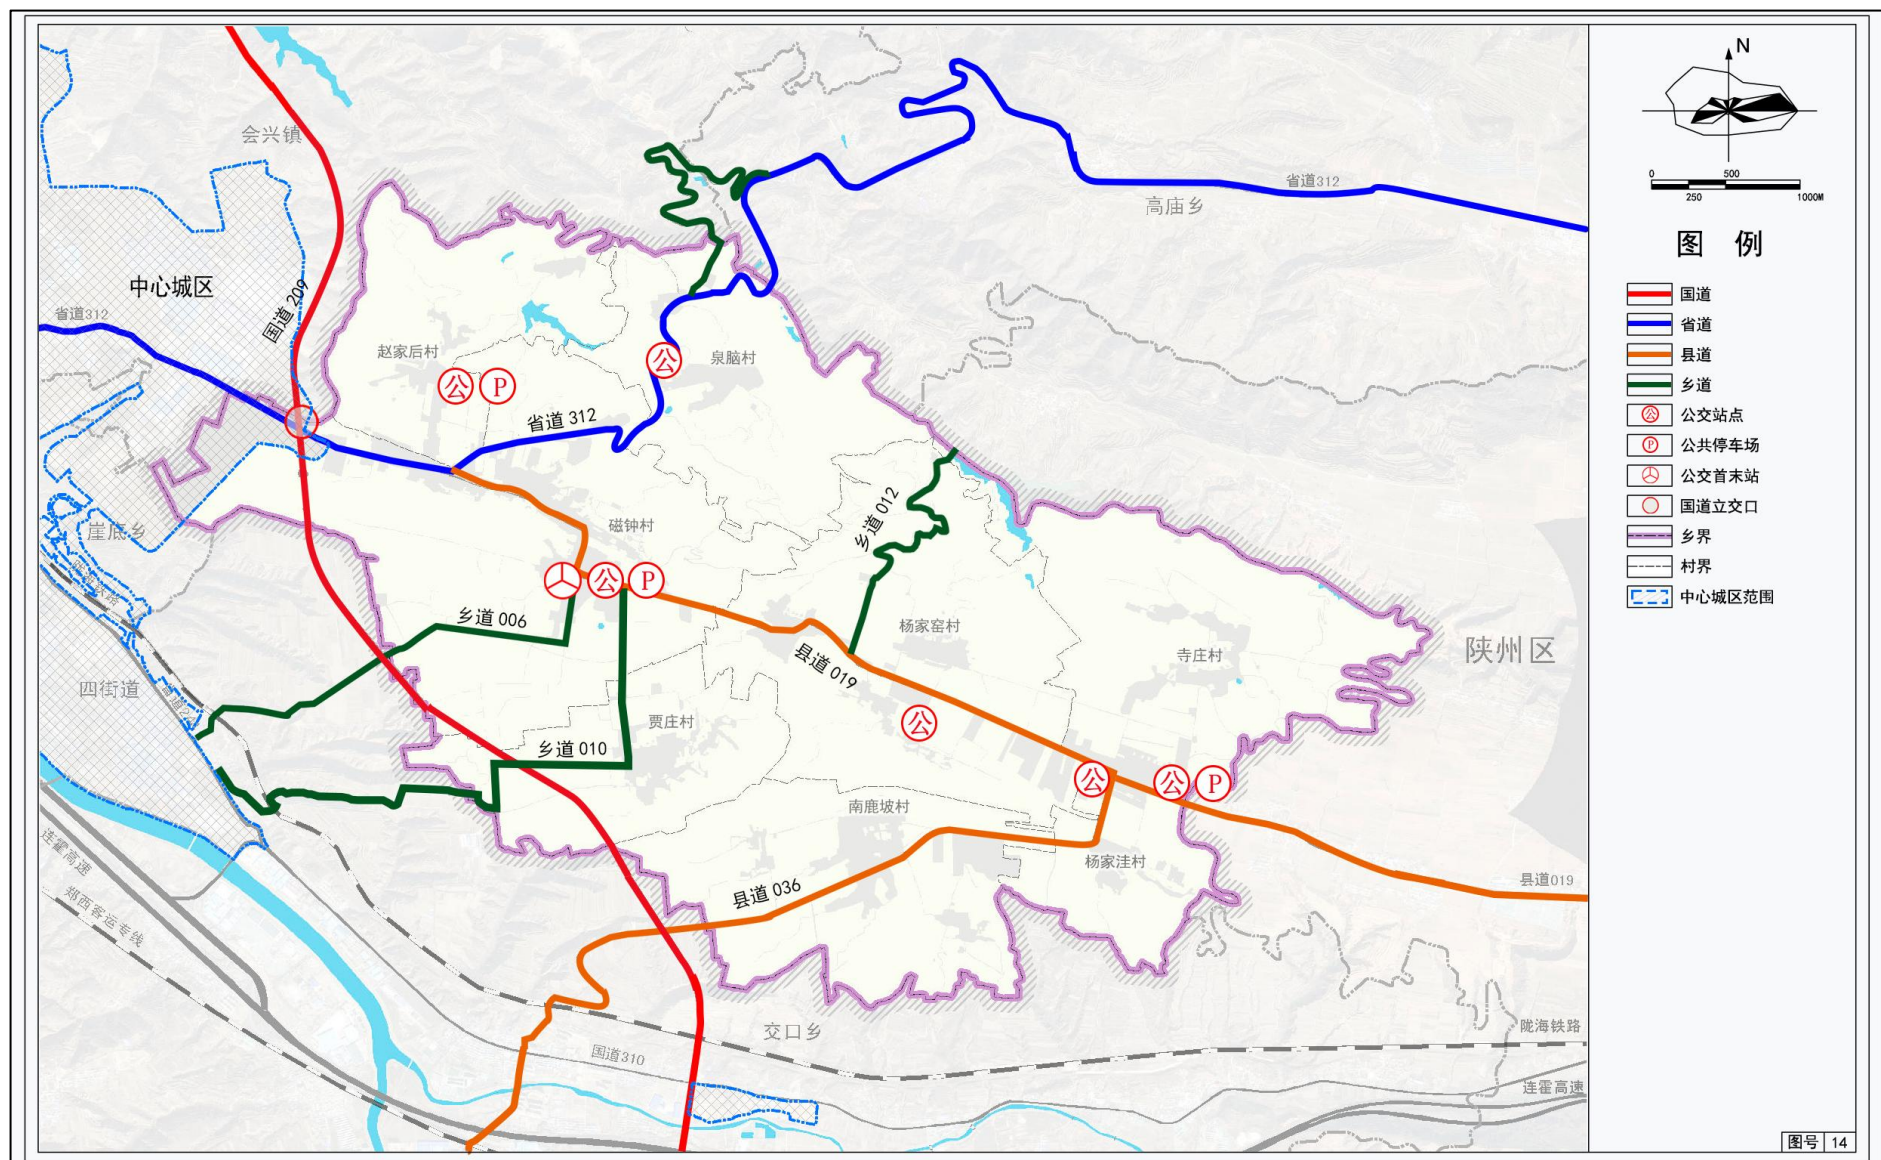 会兴镇
中心城区
省道312
国道 209
赵家后村
公
P
省道 312
公
泉脑村
省道312
高庙乡
崖底乡
磁钟村
公
P
乡道 012
乡道 006
县道 019
杨家窑村
寺庄村
陕州区
四街道
贾庄村
乡道 010
公
公
公
P
南鹿坡村
杨家洼村
县道 036
县道019
连霍高速
郑西客运专线
交口乡
国道310
陇海铁路
连霍高速
N
0
500
250
1000M
图 例
国道
省道
县道
乡道
公 公交站点
P 公共停车场
公交首末站
国道立交口
乡界
村界
中心城区范围
图号 14